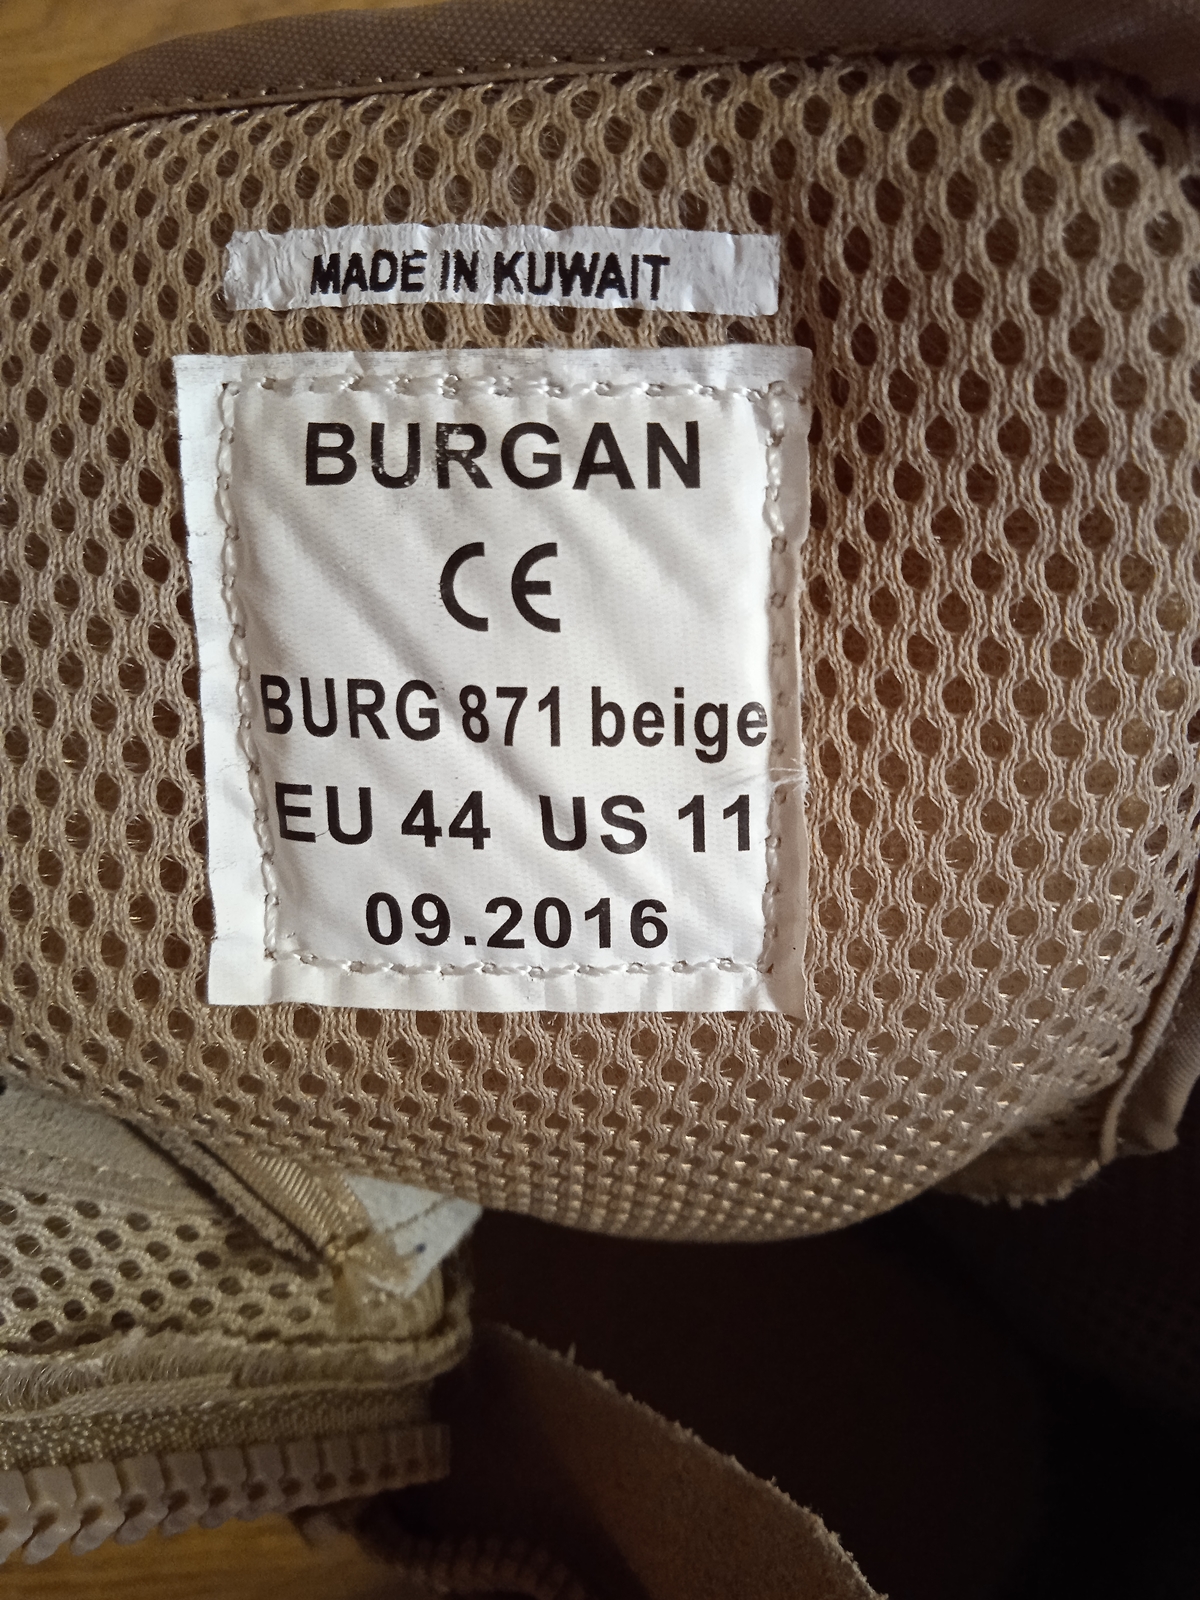 MADE IN KUWAIT
BURGAN
CE
BURG 871 beige
EU 44 US 11
09.2016